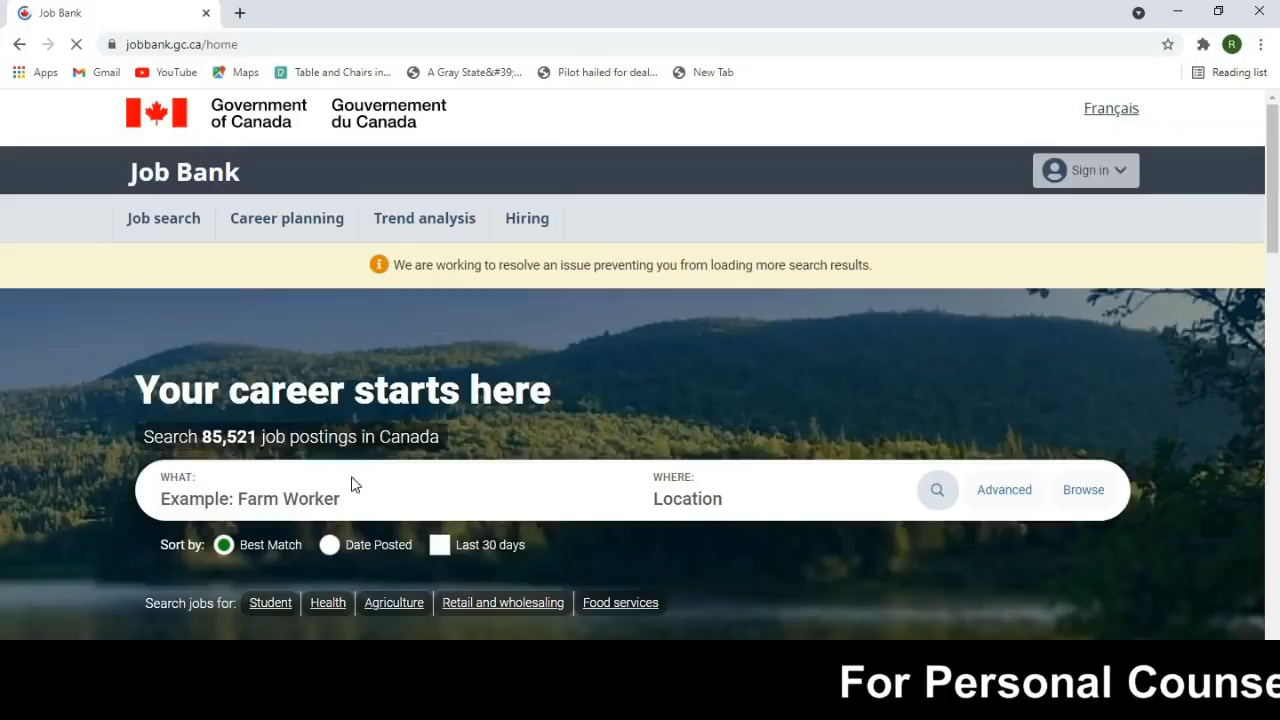 Job Bank
jobbank.gc.ca/home
R
Apps Gmail YouTube Maps Table and Chairs in... A Gray State&#39;... Pilot hailed for deal... New Tab Reading list
Government of Canada
Gouvernement du Canada
Français
Job Bank
Sign in
Job search Career planning Trend analysis Hiring
We are working to resolve an issue preventing you from loading more search results.
Your career starts here
Search 85,521 job postings in Canada
WHAT: WHERE:
Example: Farm Worker Location Advanced Browse
Sort by: Best Match Date Posted Last 30 days
Search jobs for: Student Health Agriculture Retail and wholesaling Food services
For Personal Counse